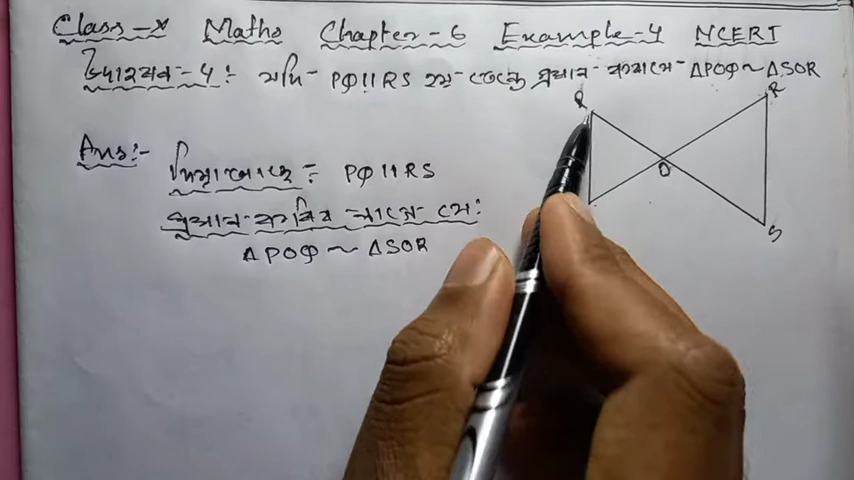 Class-X Maths Chapter-6 Example-4 NCERT
উদাহৰণ-4:- যদি- PQ॥RS হয়- তেন্তে প্ৰমাণ- কৰা যে- ΔPOQ~ΔSOR
R
O
S
Ans:- দিয়া আছে:- PQ॥RS
প্ৰমাণ-কৰিব লাগে যে:
ΔPOQ ~ ΔSOR